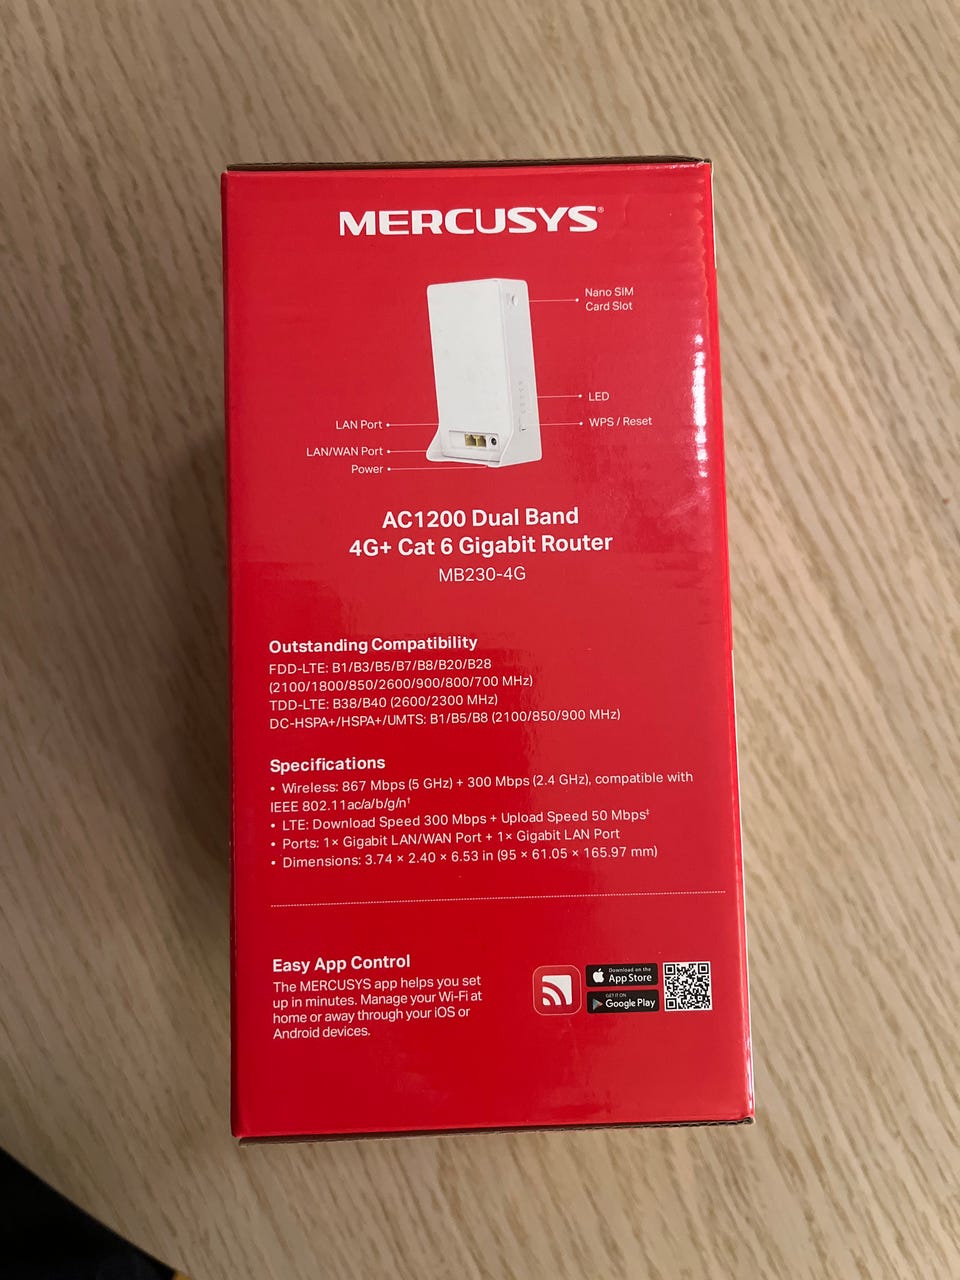 MERCUSYS®
Nano SIM
Card Slot
LED
LAN Port
WPS / Reset
LAN/WAN Port
Power
AC1200 Dual Band
4G+ Cat 6 Gigabit Router
MB230-4G
Outstanding Compatibility
FDD-LTE: B1/B3/B5/B7/B8/B20/B28
(2100/1800/850/2600/900/800/700 MHz)
TDD-LTE: B38/B40 (2600/2300 MHz)
DC-HSPA+/HSPA+/UMTS: B1/B5/B8 (2100/850/900 MHz)
Specifications
• Wireless: 867 Mbps (5 GHz) + 300 Mbps (2.4 GHz), compatible with
IEEE 802.11ac/a/b/g/n†
• LTE: Download Speed 300 Mbps + Upload Speed 50 Mbps‡
• Ports: 1× Gigabit LAN/WAN Port + 1× Gigabit LAN Port
• Dimensions: 3.74 × 2.40 × 6.53 in (95 × 61.05 × 165.97 mm)
Easy App Control
The MERCUSYS app helps you set
up in minutes. Manage your Wi-Fi at
home or away through your iOS or
Android devices.
Download on the
App Store
GET IT ON
Google Play